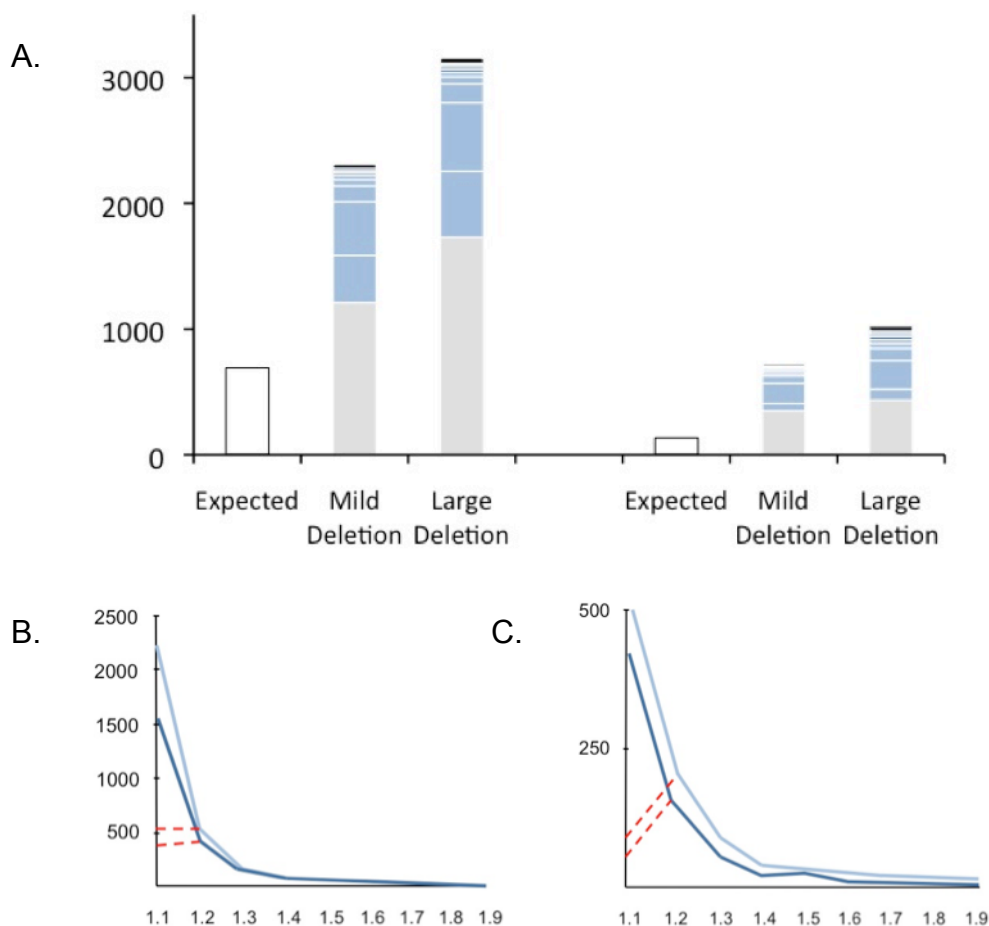 A.
3000
2000
1000
0
Expected Mild Large Expected Mild Large
Deletion Deletion Deletion Deletion
B.
2500
2000
1500
1000
500
1.1 1.2 1.3 1.4 1.5 1.6 1.7 1.8 1.9
C.
500
250
1.1 1.2 1.3 1.4 1.5 1.6 1.7 1.8 1.9